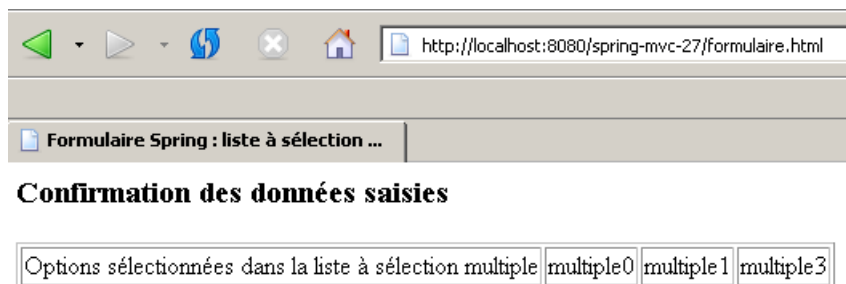 http://localhost:8080/spring-mvc-27/formulaire.html
Formulaire Spring : liste à sélection ...
Confirmation des données saisies
Options sélectionnées dans la liste à sélection multiple multiple0 multiple1 multiple3